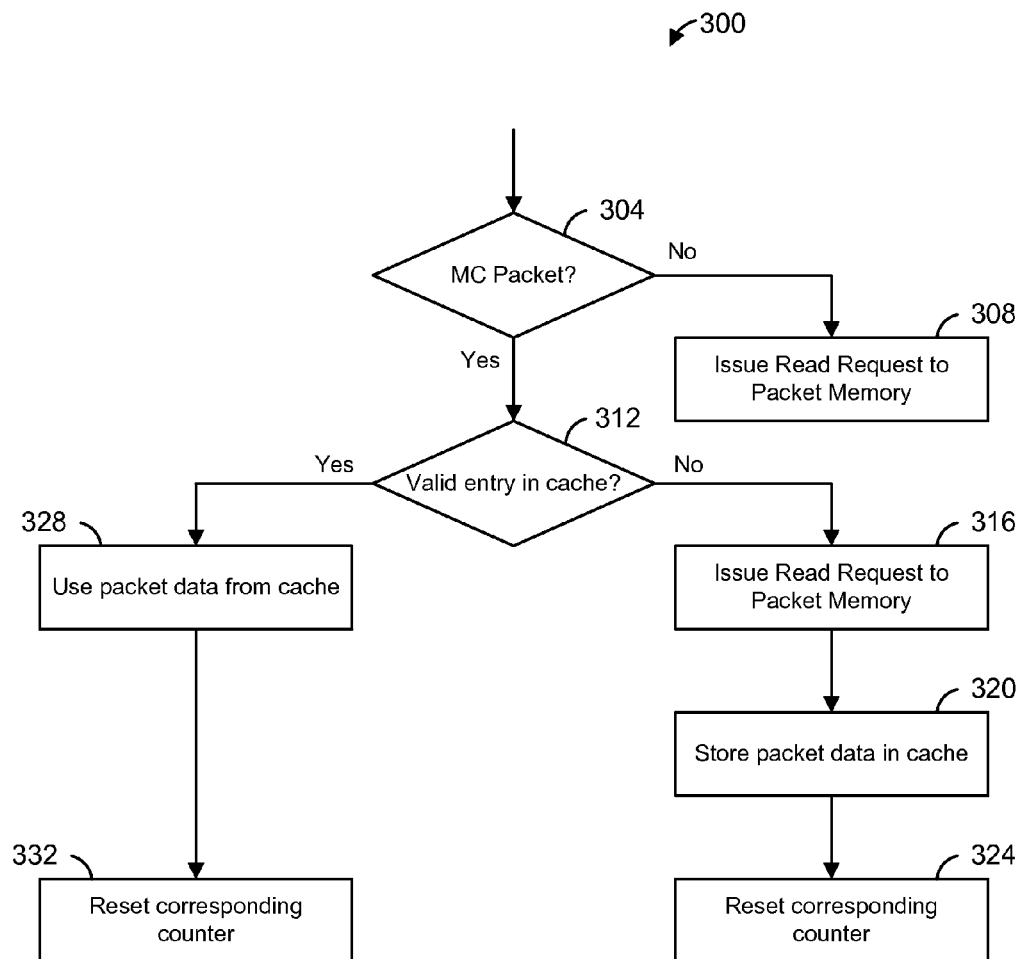 300
304
MC Packet?
No
308
Issue Read Request to
Packet Memory
Yes
312
Valid entry in cache?
Yes
No
328
Use packet data from cache
316
Issue Read Request to
Packet Memory
320
Store packet data in cache
332
Reset corresponding
counter
324
Reset corresponding
counter